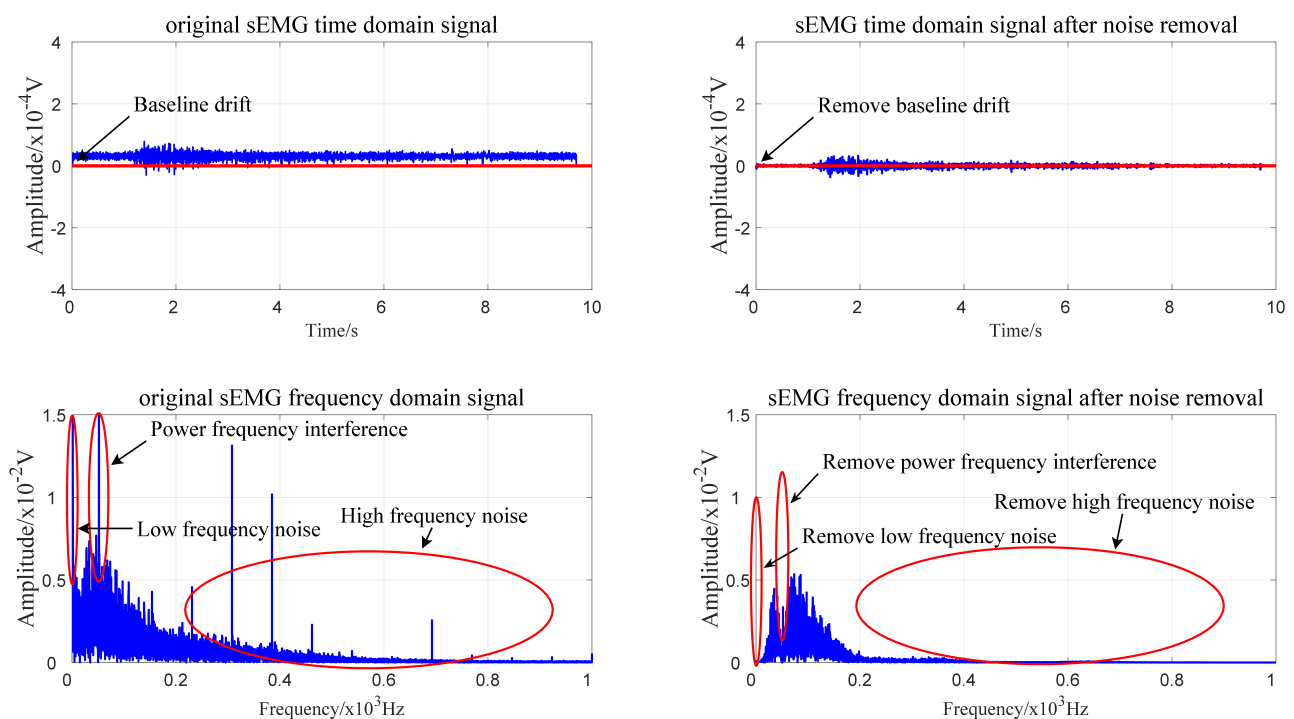 original sEMG time domain signal
4
2
0
-2
-4
Amplitude/x10⁻⁴V
Baseline drift
0
2
4
6
8
10
Time/s
sEMG time domain signal after noise removal
4
2
0
-2
-4
Amplitude/x10⁻⁴V
Remove baseline drift
0
2
4
6
8
10
Time/s
original sEMG frequency domain signal
1.5
1
0.5
0
Amplitude/x10⁻²V
Power frequency interference
High frequency noise
Low frequency noise
0
0.2
0.4
0.6
0.8
1
Frequency/x10³Hz
sEMG frequency domain signal after noise removal
1.5
1
0.5
0
Amplitude/x10⁻²V
Remove power frequency interference
Remove high frequency noise
Remove low frequency noise
0
0.2
0.4
0.6
0.8
1
Frequency/x10³Hz